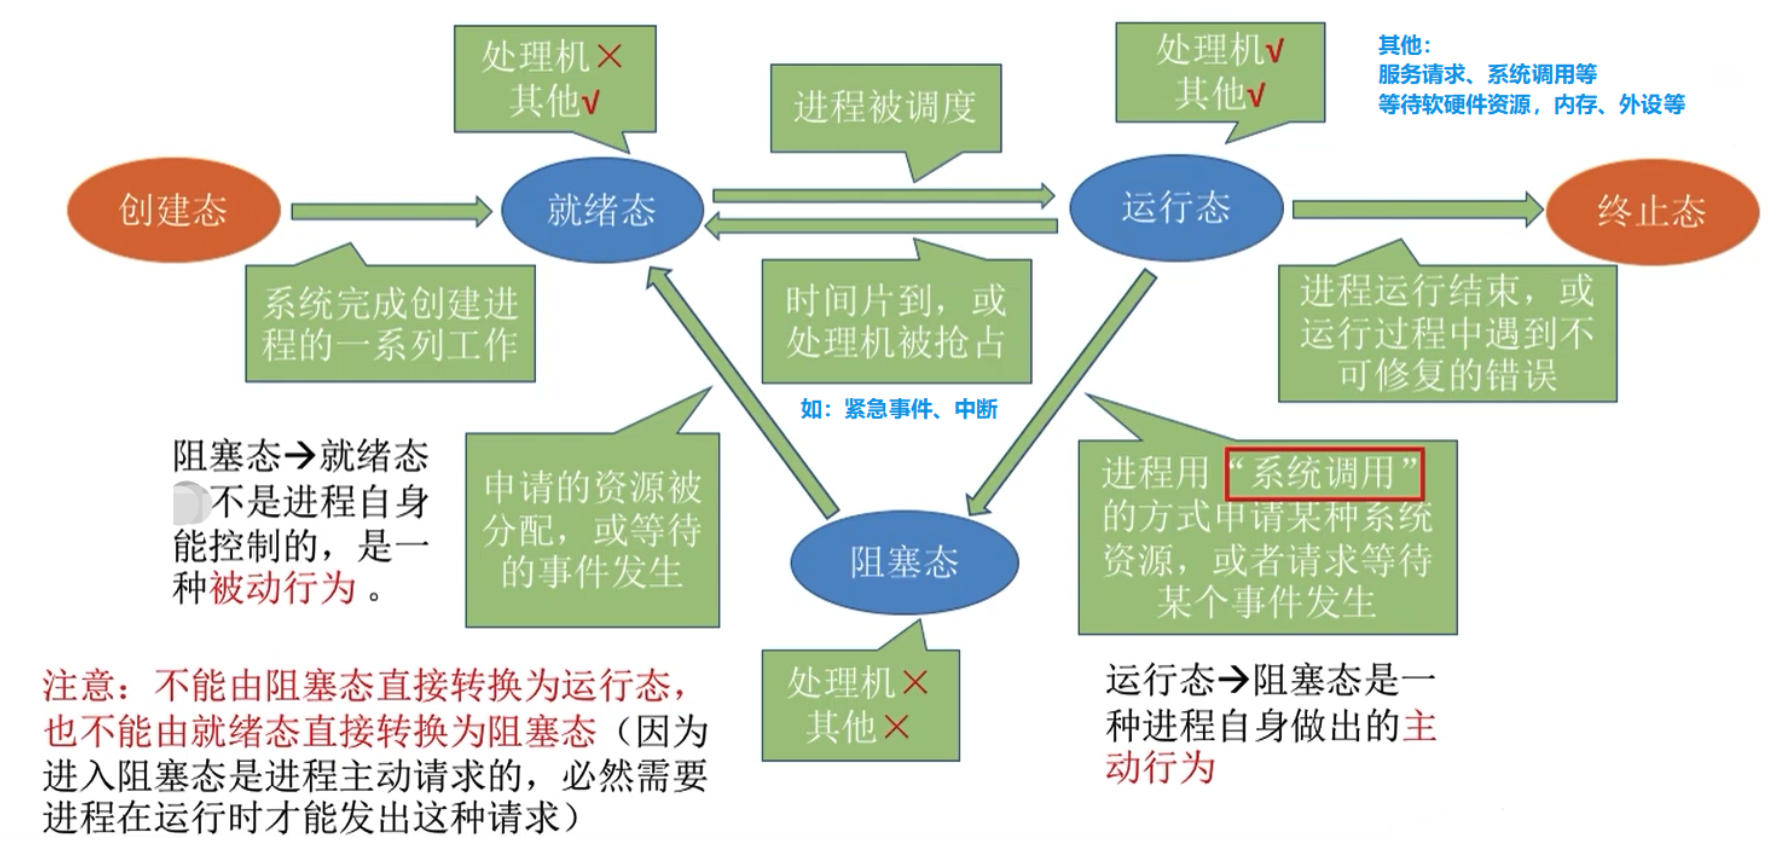 处理机×
其他√
进程被调度
处理机√
其他√
其他：
服务请求、系统调用等
等待软硬件资源，内存、外设等
创建态
就绪态
运行态
终止态
系统完成创建进
程的一系列工作
时间片到，或
处理机被抢占
如：紧急事件、中断
进程运行结束，或
运行过程中遇到不
可修复的错误
阻塞态→就绪态
不是进程自身
能控制的，是一
种被动行为。
申请的资源被
分配，或等待
的事件发生
进程用“系统调用”
的方式申请某种系统
资源，或者请求等待
某个事件发生
阻塞态
处理机×
其他×
注意：不能由阻塞态直接转换为运行态，
也不能由就绪态直接转换为阻塞态（因为
进入阻塞态是进程主动请求的，必然需要
进程在运行时才能发出这种请求）
运行态→阻塞态是一
种进程自身做出的主
动行为